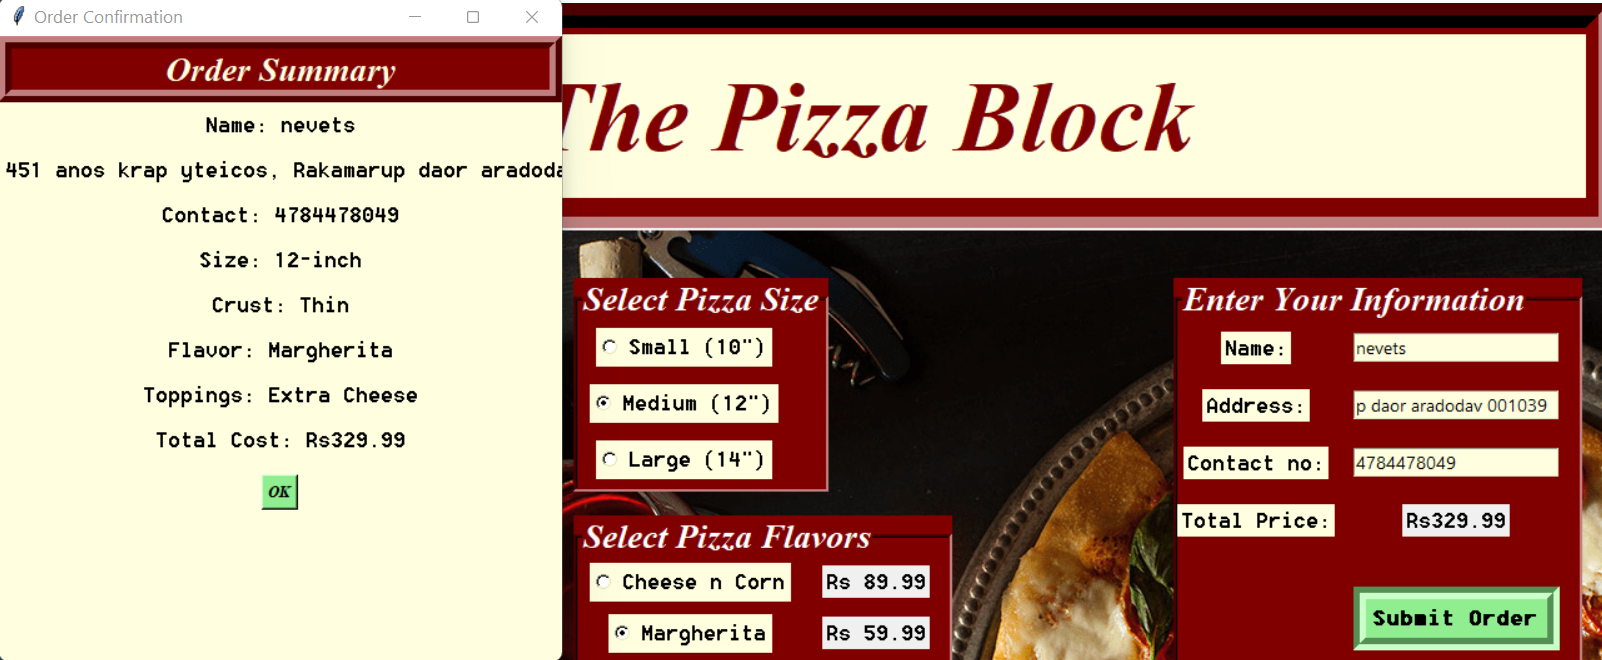 Order Confirmation
Order Summary
Name: nevets
451 anos krap yteicos, Rakamarup daor
Contact: 4784478049
Size: 12-inch
Crust: Thin
Flavor: Margherita
Toppings: Extra Cheese
Total Cost: Rs329.99
OK
The Pizza Block
Select Pizza Size
Small (10")
Medium (12")
Large (14")
Select Pizza Flavors
Cheese n Corn Rs 89.99
Margherita Rs 59.99
Enter Your Information
Name: nevets
Address: p daor aradodav 001039
Contact no: 4784478049
Total Price: Rs329.99
Submit Order